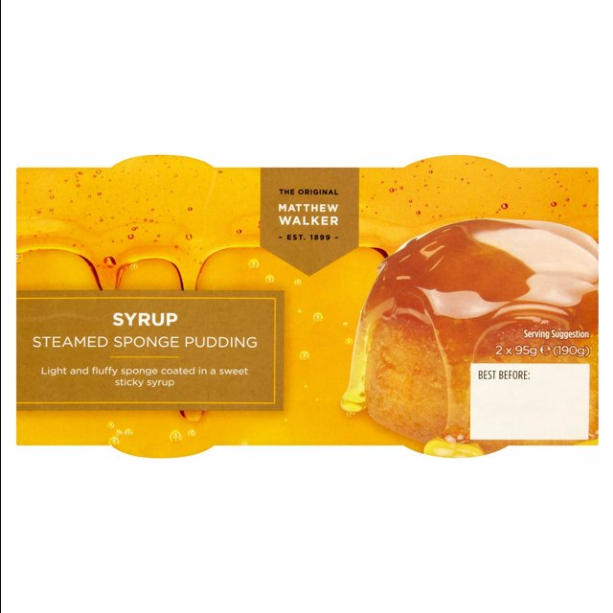 THE ORIGINAL
MATTHEW
WALKER
- EST. 1899 -
SYRUP
STEAMED SPONGE PUDDING
Light and fluffy sponge coated in a sweet
sticky syrup
Serving Suggestion
2 x 95g ℮ (190g)
BEST BEFORE: